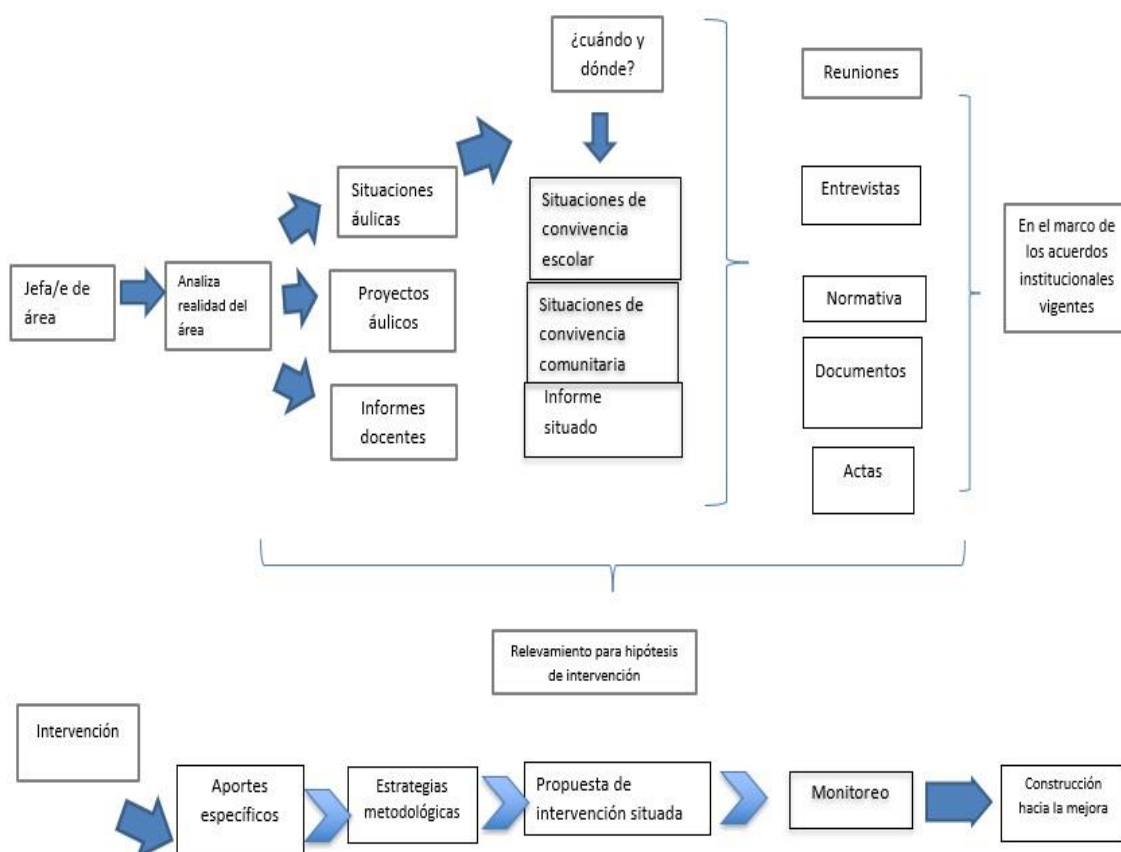 ¿cuándo y
dónde?
Reuniones
Situaciones
áulicas
Situaciones de
convivencia
escolar
Entrevistas
En el marco de
los acuerdos
institucionales
vigentes
Jefa/e de
área
Analiza
realidad del
área
Proyectos
áulicos
Situaciones de
convivencia
comunitaria
Normativa
Informes
docentes
Informe
situado
Documentos
Actas
Relevamiento para hipótesis
de intervención
Intervención
Aportes
específicos
Estrategias
metodológicas
Propuesta de
intervención situada
Monitoreo
Construcción
hacia la mejora